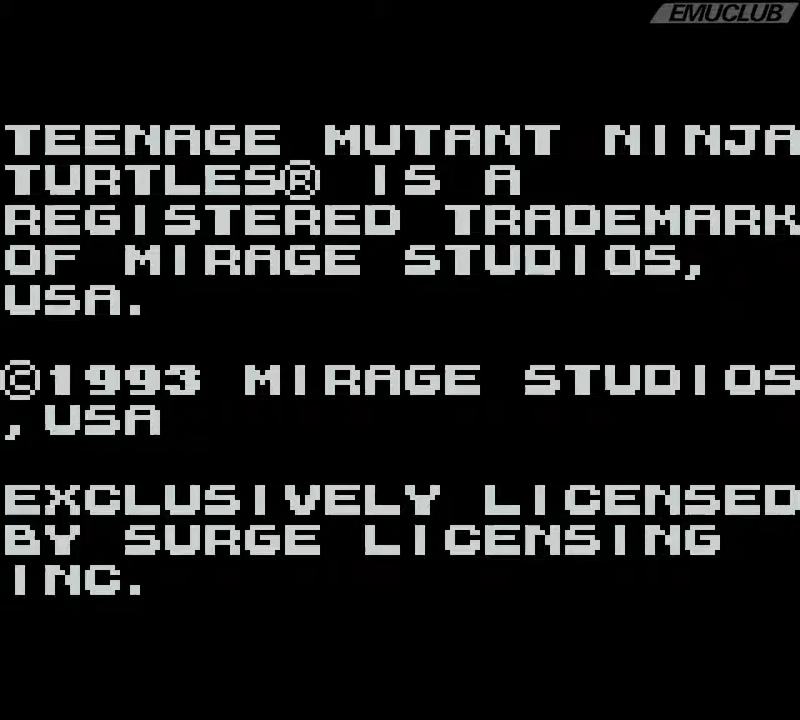 EMUCLUB
TEENAGE MUTANT NINJA
TURTLES® IS A
REGISTERED TRADEMARK
OF MIRAGE STUDIOS,
USA.
©1993 MIRAGE STUDIOS
,USA
EXCLUSIVELY LICENSED
BY SURGE LICENSING
INC.